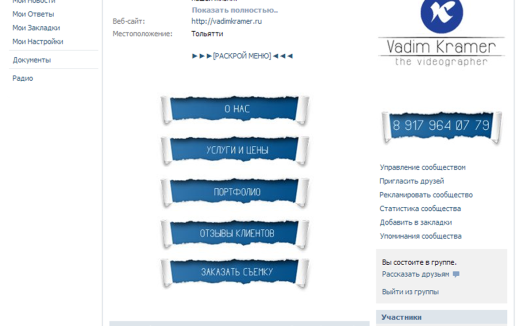 Мои Новости
Мои Ответы
Мои Закладки
Мои Настройки
Документы
Радио
Показать полностью..
Веб-сайт: http://vadimkramer.ru
Местоположение: Тольятти
►►►[РАСКРОЙ МЕНЮ]◄◄◄
О НАС
УСЛУГИ И ЦЕНЫ
ПОРТФОЛИО
ОТЗЫВЫ КЛИЕНТОВ
ЗАКАЗАТЬ СЪЕМКУ
Vadim Kramer
the videographer
8 917 964 07 79
Управление сообществом
Пригласить друзей
Рекламировать сообщество
Статистика сообщества
Добавить в закладки
Упоминания сообщества
Вы состоите в группе.
Рассказать друзьям
Выйти из группы
Участники